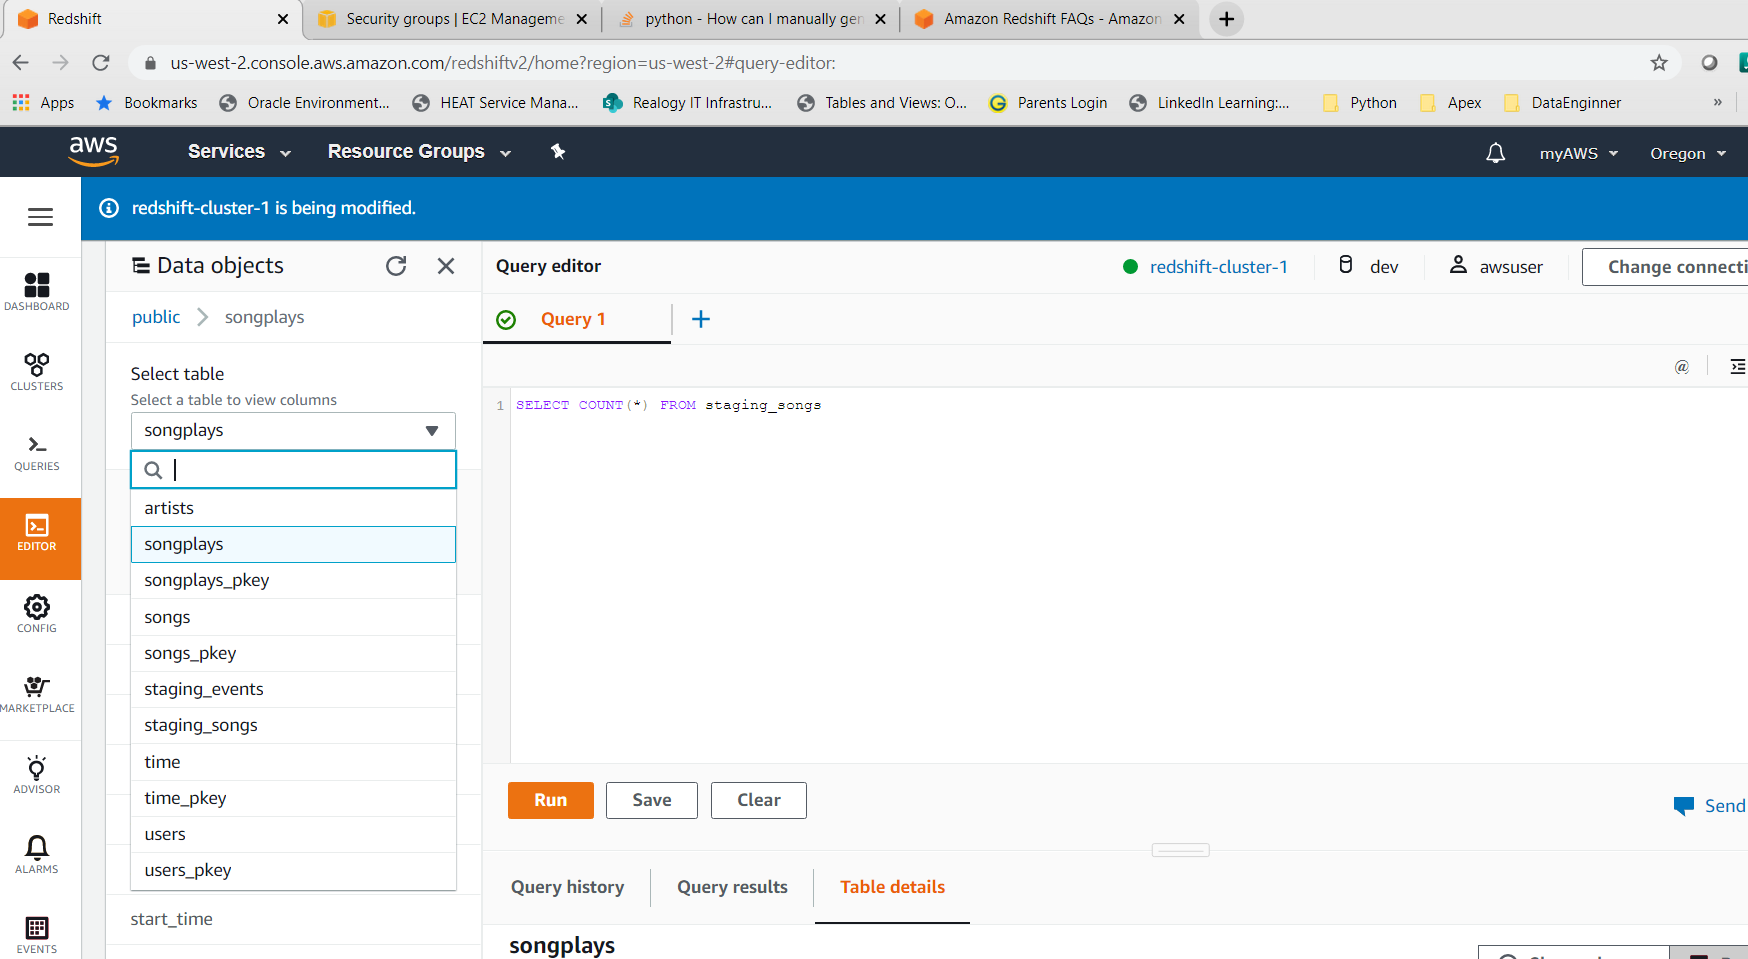 Redshift
Security groups | EC2 Manageme
python - How can I manually gen
Amazon Redshift FAQs - Amazon
us-west-2.console.aws.amazon.com/redshiftv2/home?region=us-west-2#query-editor:
Apps
Bookmarks
Oracle Environment...
HEAT Service Mana...
Realogy IT Infrastru...
Tables and Views: O...
Parents Login
LinkedIn Learning:...
Python
Apex
DataEnginner
»
aws
Services
Resource Groups
myAWS
Oregon
redshift-cluster-1 is being modified.
DASHBOARD
CLUSTERS
QUERIES
EDITOR
CONFIG
MARKETPLACE
ADVISOR
ALARMS
EVENTS
Data objects
public > songplays
Select table
Select a table to view columns
songplays
artists
songplays
songplays_pkey
songs
songs_pkey
staging_events
staging_songs
time
time_pkey
users
users_pkey
start_time
Query editor
redshift-cluster-1
dev
awsuser
Change connecti
Query 1
@
1 SELECT COUNT(*) FROM staging_songs
Run
Save
Clear
Send
Query history
Query results
Table details
songplays